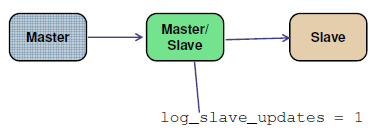 Master
Master/
Slave
Slave
log_slave_updates = 1